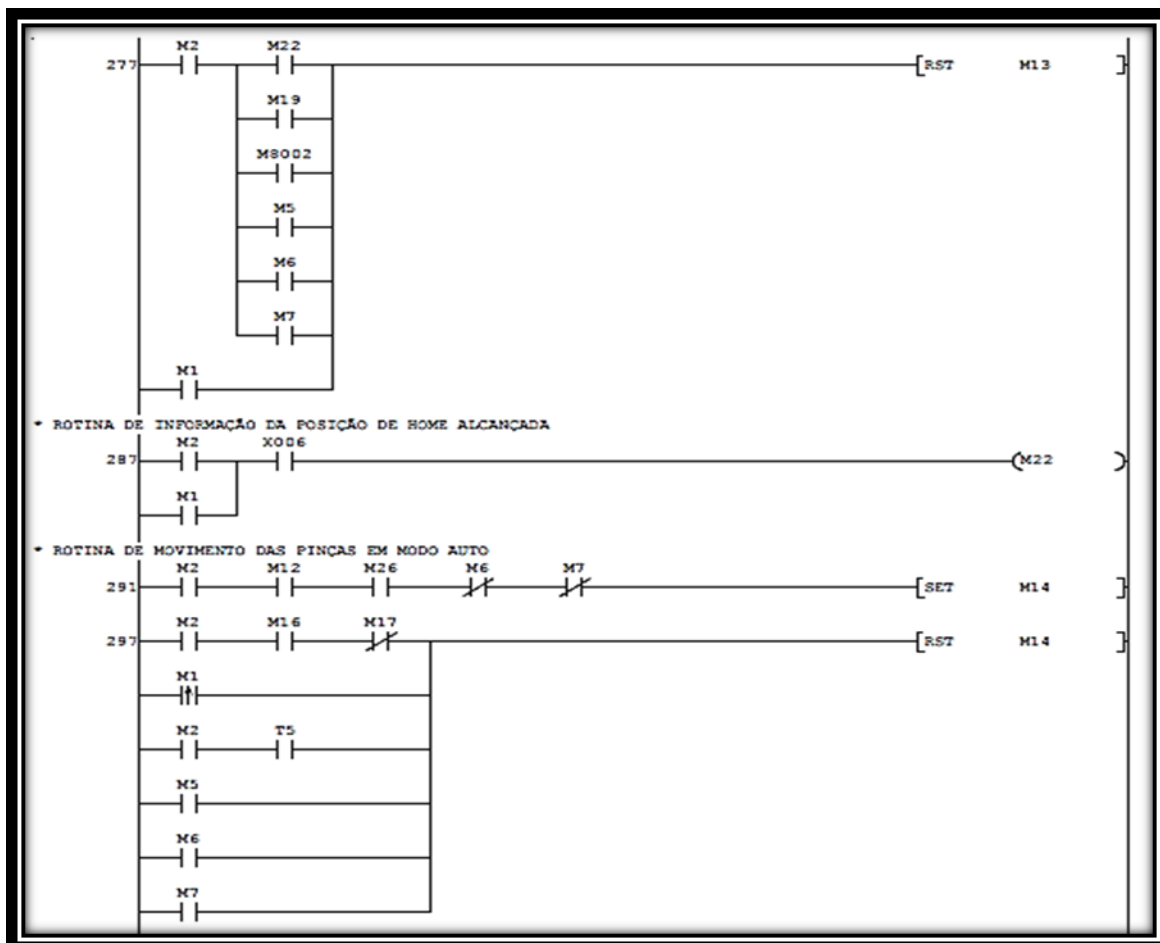 M2 M22
277 [RST M13 ]
M19
M8002
M5
M6
M7
M1
* ROTINA DE INFORMAÇÃO DA POSIÇÃO DE HOME ALCANÇADA
M2 X006
287 (M22 )
M1
* ROTINA DE MOVIMENTO DAS PINÇAS EM MODO AUTO
M2 M12 M26 M6 M7
291 [SET M14 ]
M2 M16 M17
297 [RST M14 ]
M1
M2 T5
M5
M6
M7